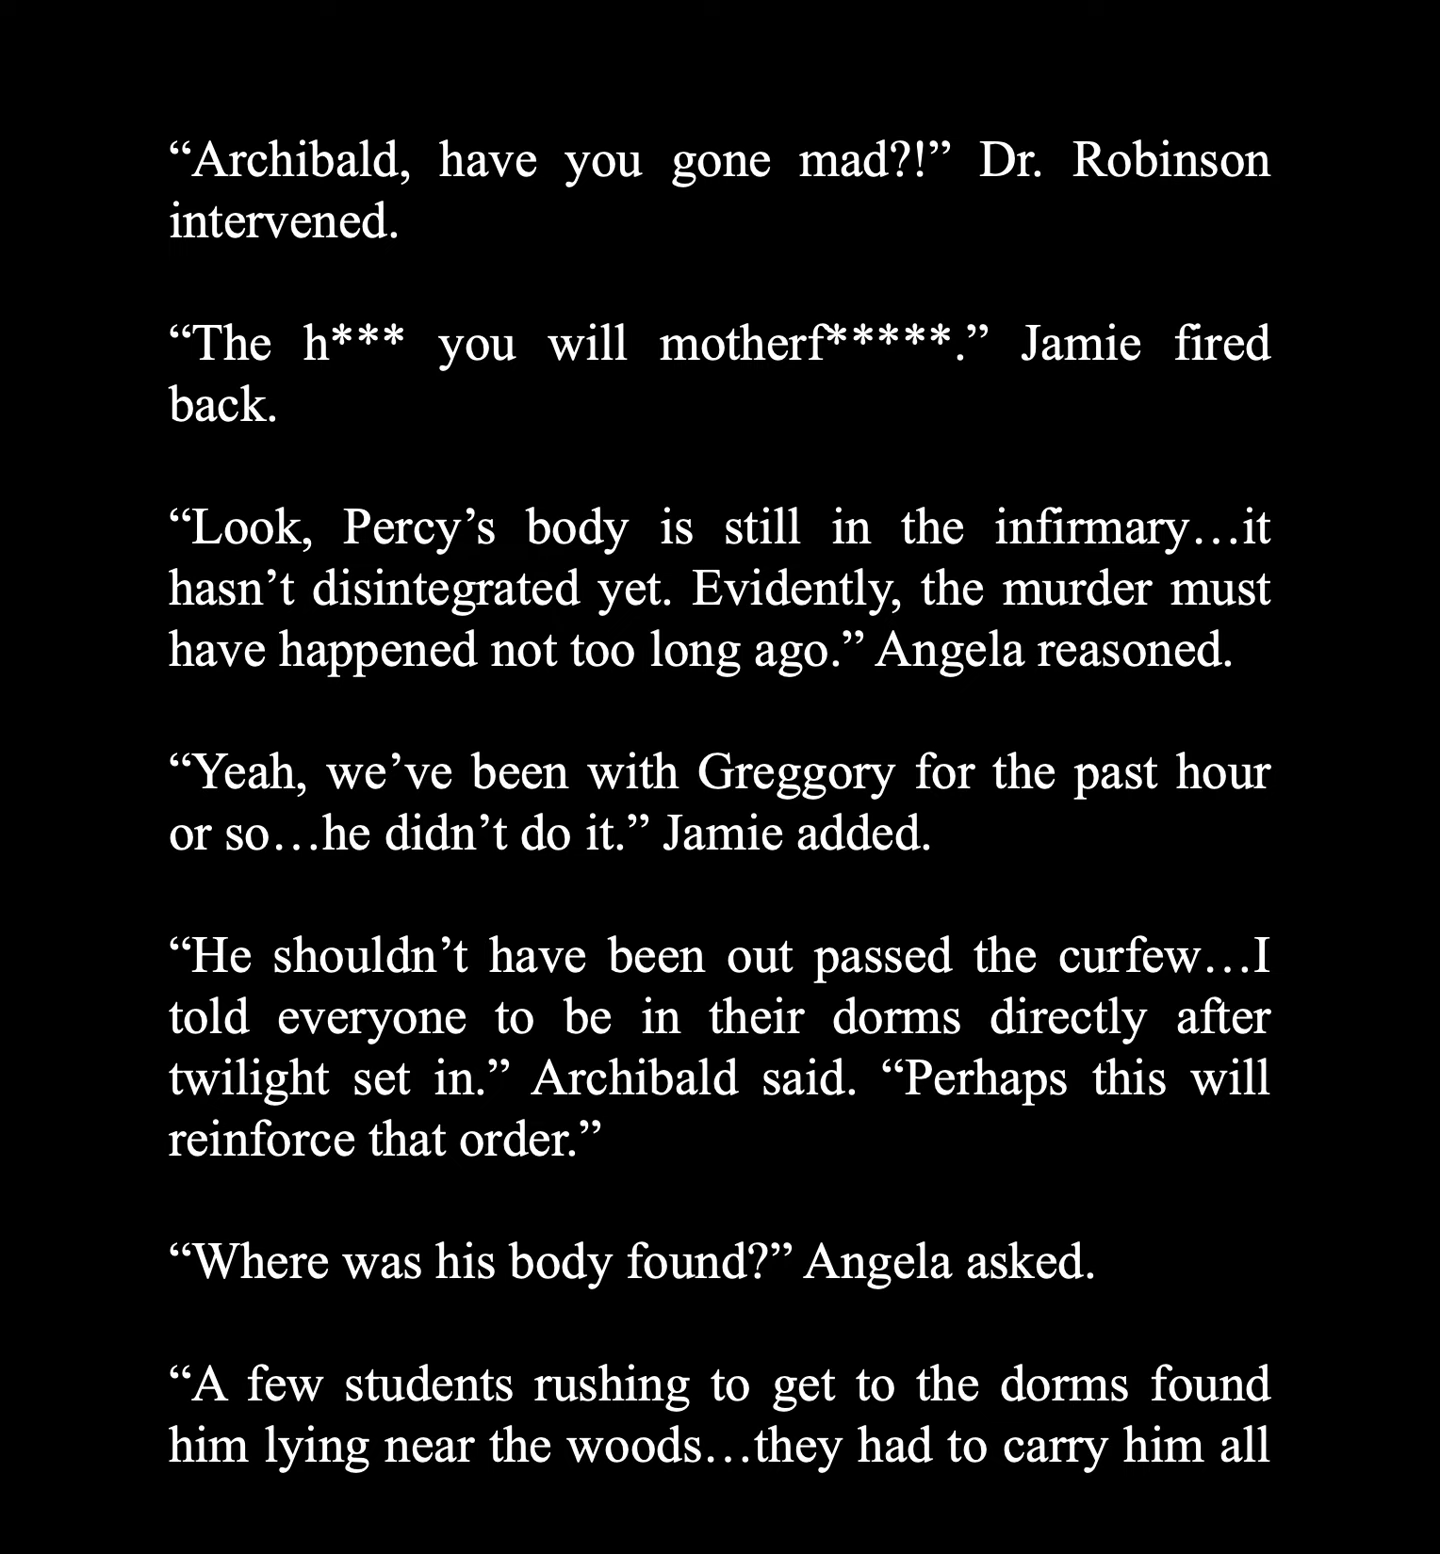 “Archibald, have you gone mad?!” Dr. Robinson
intervened.
“The h*** you will motherf*****.” Jamie fired
back.
“Look, Percy’s body is still in the infirmary…it
hasn’t disintegrated yet. Evidently, the murder must
have happened not too long ago.” Angela reasoned.
“Yeah, we’ve been with Greggory for the past hour
or so…he didn’t do it.” Jamie added.
“He shouldn’t have been out passed the curfew…I
told everyone to be in their dorms directly after
twilight set in.” Archibald said. “Perhaps this will
reinforce that order.”
“Where was his body found?” Angela asked.
“A few students rushing to get to the dorms found
him lying near the woods…they had to carry him all